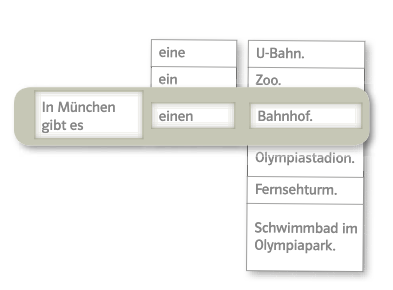 eine
U-Bahn.
ein
Zoo.
In München
gibt es
einen
Bahnhof.
Olympiastadion.
Fernsehturm.
Schwimmbad im
Olympiapark.